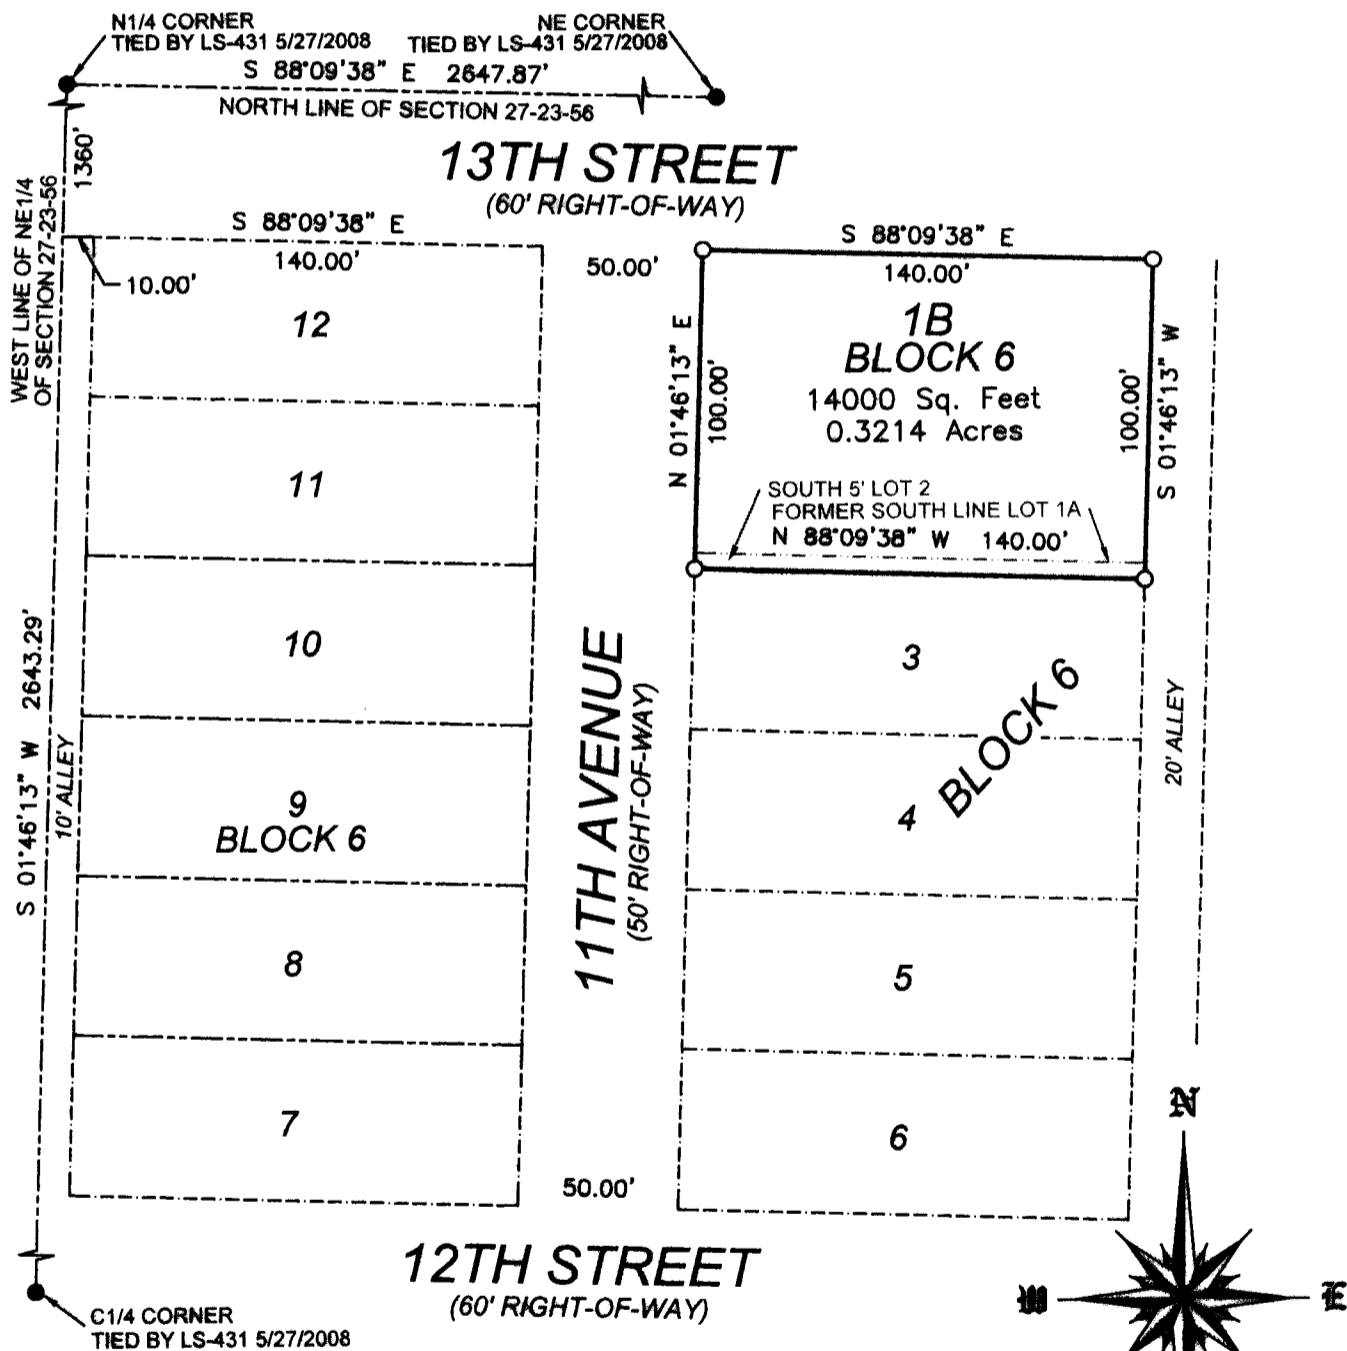 N1/4 CORNER
TIED BY LS-431 5/27/2008
NE CORNER
TIED BY LS-431 5/27/2008
S 88°09'38" E 2647.87'
NORTH LINE OF SECTION 27-23-56
13TH STREET
(60' RIGHT-OF-WAY)
1360'
WEST LINE OF NE1/4
OF SECTION 27-23-56
S 88°09'38" E
140.00'
10.00'
50.00'
S 88°09'38" E
140.00'
12
1B
BLOCK 6
14000 Sq. Feet
0.3214 Acres
N 01°46'13" E
100.00'
100.00'
S 01°46'13" W
11
SOUTH 5' LOT 2
FORMER SOUTH LINE LOT 1A
N 88°09'38" W 140.00'
10
3
S 01°46'13" W 2643.29'
10' ALLEY
9
BLOCK 6
11TH AVENUE
(50' RIGHT-OF-WAY)
4
BLOCK 6
20' ALLEY
8
5
7
6
50.00'
N
12TH STREET
(60' RIGHT-OF-WAY)
W
E
C1/4 CORNER
TIED BY LS-431 5/27/2008